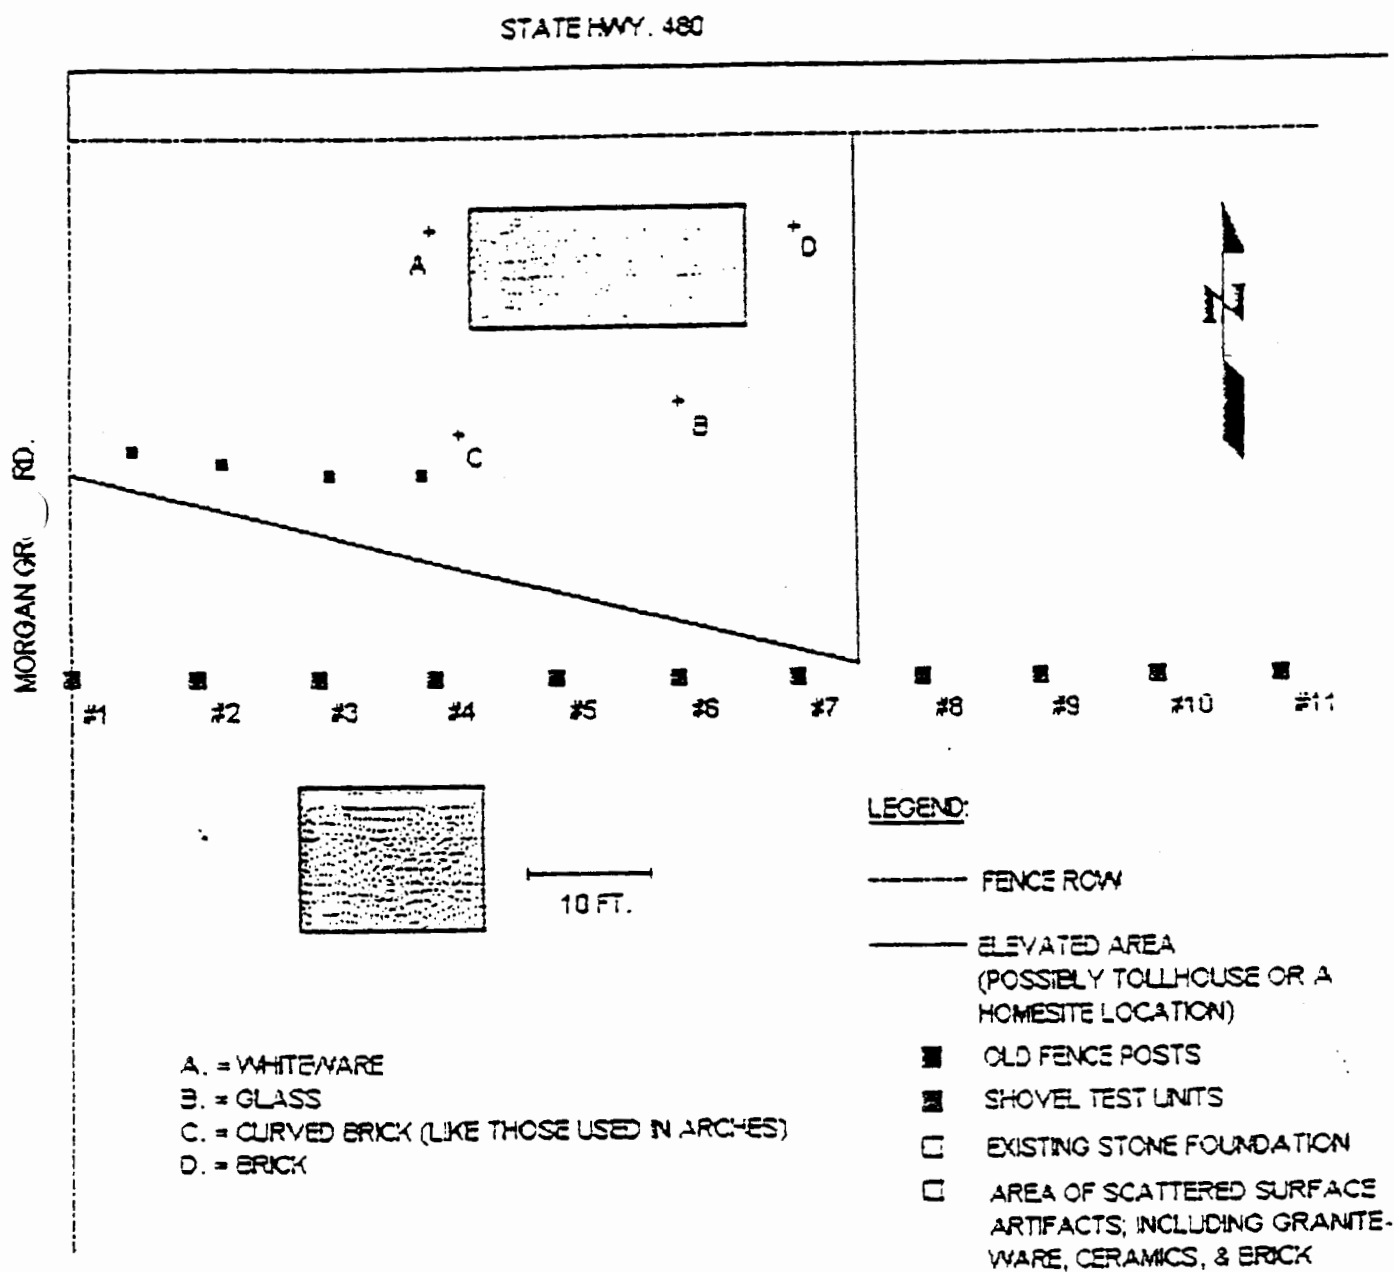 STATE HWY. 480
A
D
B
C
N
MORGAN GR RD.
#1 #2 #3 #4 #5 #6 #7 #8 #9 #10 #11
10 FT.
LEGEND:
FENCE ROW
ELEVATED AREA
(POSSIBLY TOLLHOUSE OR A
HOMESITE LOCATION)
OLD FENCE POSTS
SHOVEL TEST UNITS
EXISTING STONE FOUNDATION
AREA OF SCATTERED SURFACE
ARTIFACTS; INCLUDING GRANITE-
WARE, CERAMICS, & BRICK
A. = WHITEWARE
B. = GLASS
C. = CURVED BRICK (LIKE THOSE USED IN ARCHES)
D. = BRICK